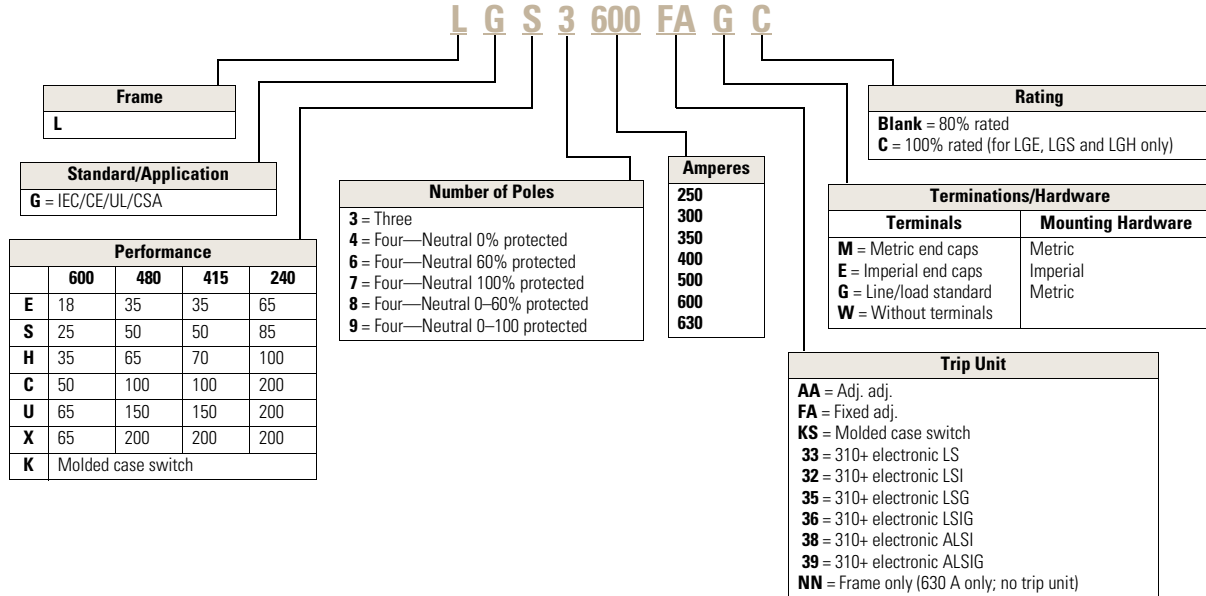 L G S 3 600 FA G C
Frame
L
Standard/Application
G = IEC/CE/UL/CSA
Performance
600 480 415 240
E 18 35 35 65
S 25 50 50 85
H 35 65 70 100
C 50 100 100 200
U 65 150 150 200
X 65 200 200 200
K Molded case switch
Number of Poles
3 = Three
4 = Four—Neutral 0% protected
6 = Four—Neutral 60% protected
7 = Four—Neutral 100% protected
8 = Four—Neutral 0–60% protected
9 = Four—Neutral 0–100 protected
Amperes
250
300
350
400
500
600
630
Rating
Blank = 80% rated
C = 100% rated (for LGE, LGS and LGH only)
Terminations/Hardware
Terminals Mounting Hardware
M = Metric end caps Metric
E = Imperial end caps Imperial
G = Line/load standard Metric
W = Without terminals
Trip Unit
AA = Adj. adj.
FA = Fixed adj.
KS = Molded case switch
33 = 310+ electronic LS
32 = 310+ electronic LSI
35 = 310+ electronic LSG
36 = 310+ electronic LSIG
38 = 310+ electronic ALSI
39 = 310+ electronic ALSIG
NN = Frame only (630 A only; no trip unit)